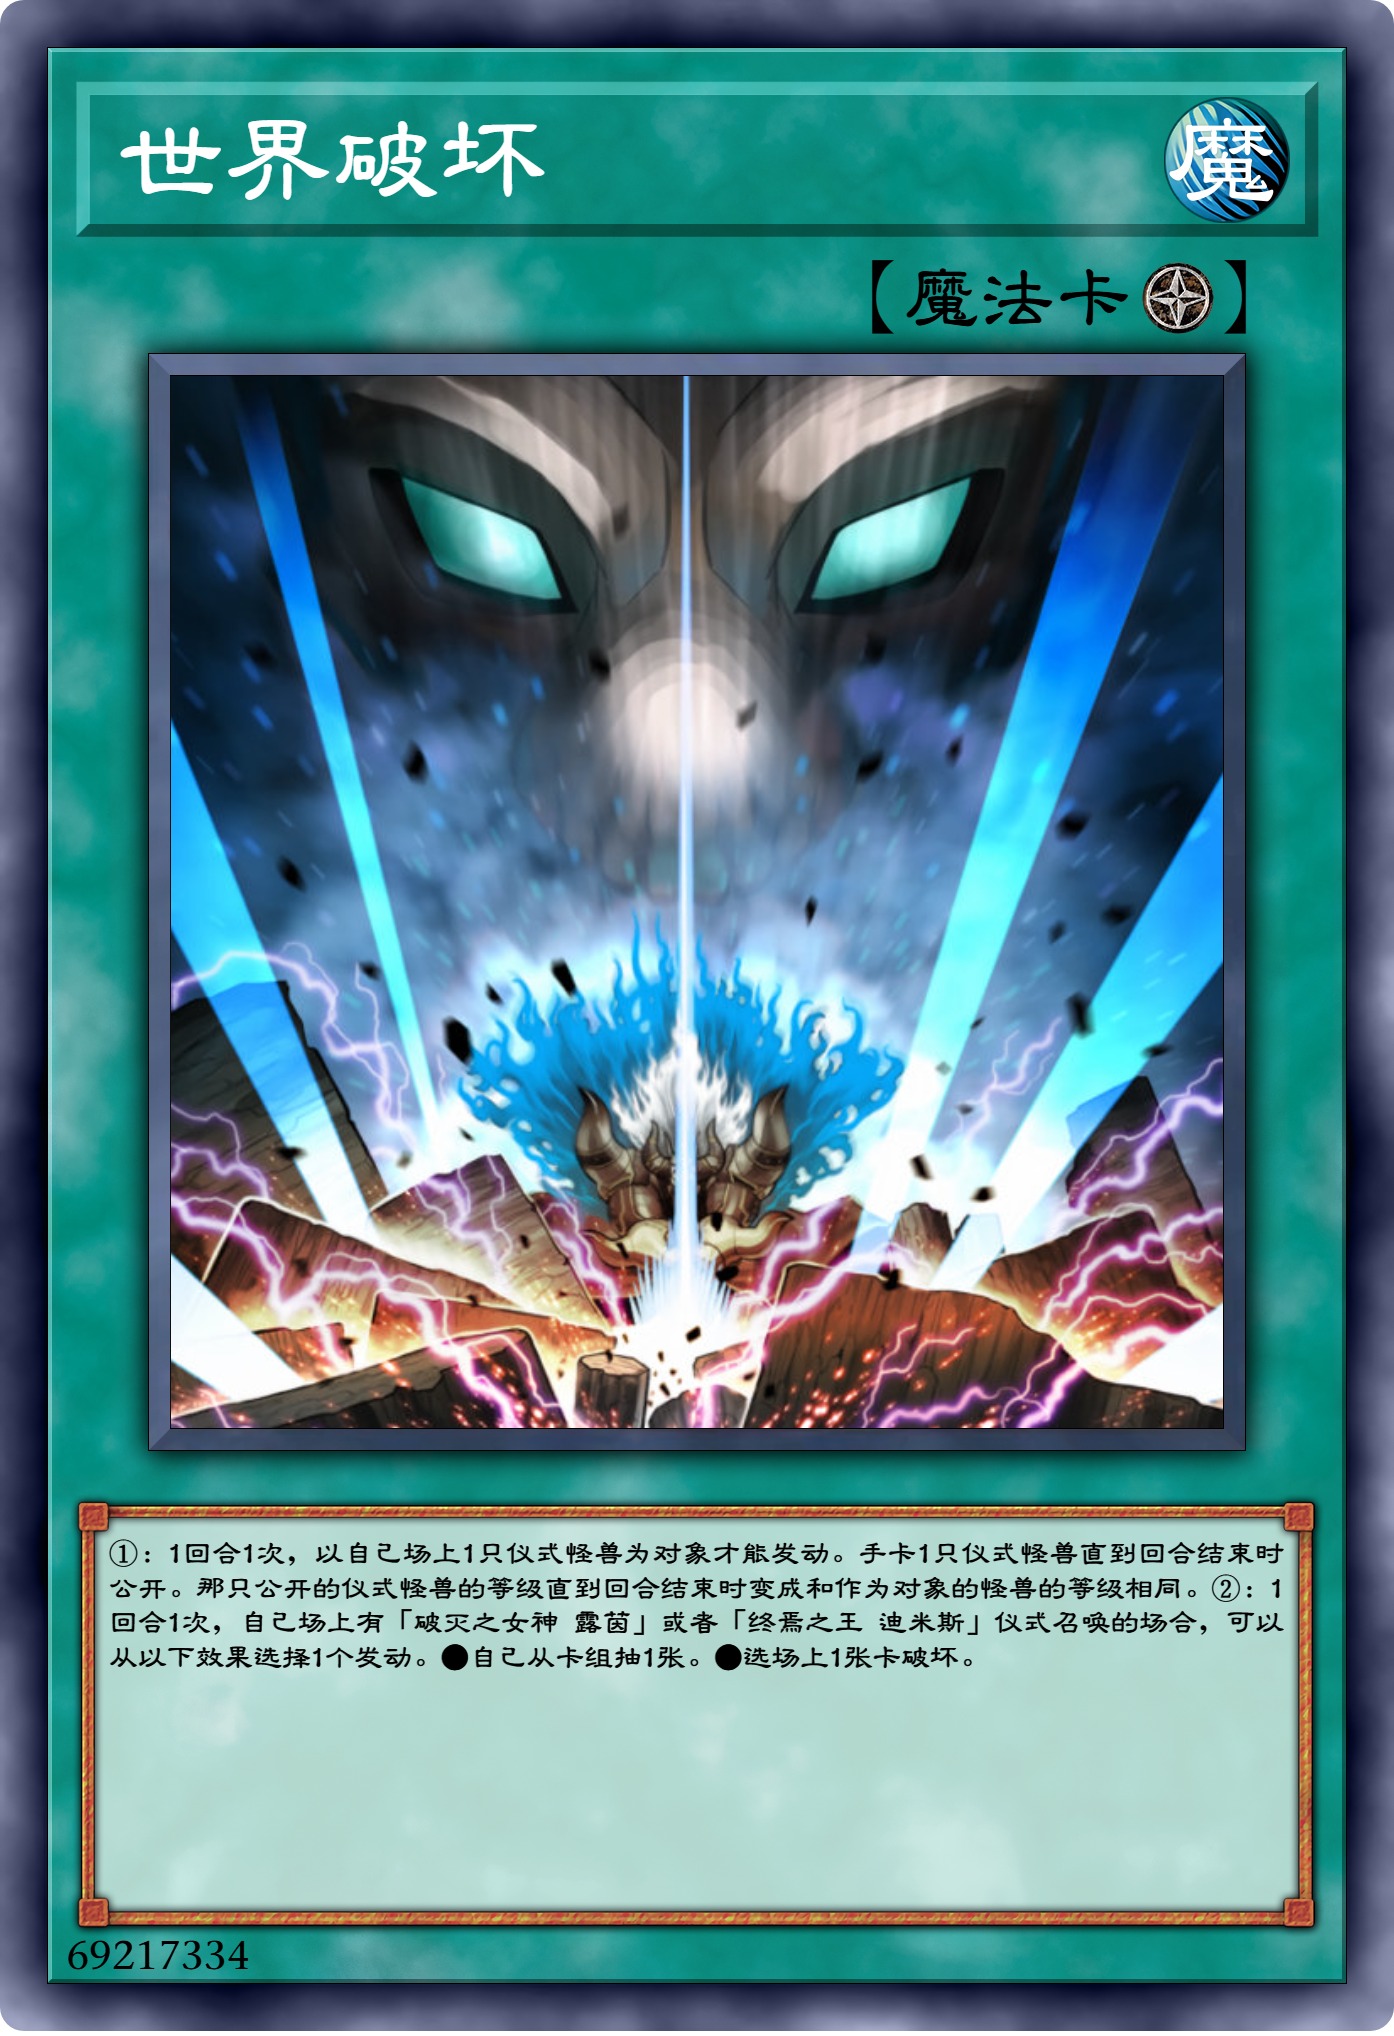 世界破坏
魔
【魔法卡】
①：1回合1次，以自己场上1只仪式怪兽为对象才能发动。手卡1只仪式怪兽直到回合结束时
公开。那只公开的仪式怪兽的等级直到回合结束时变成和作为对象的怪兽的等级相同。②：1
回合1次，自己场上有「破灭之女神 露茵」或者「终焉之王 迪米斯」仪式召唤的场合，可以
从以下效果选择1个发动。●自己从卡组抽1张。●选场上1张卡破坏。
69217334